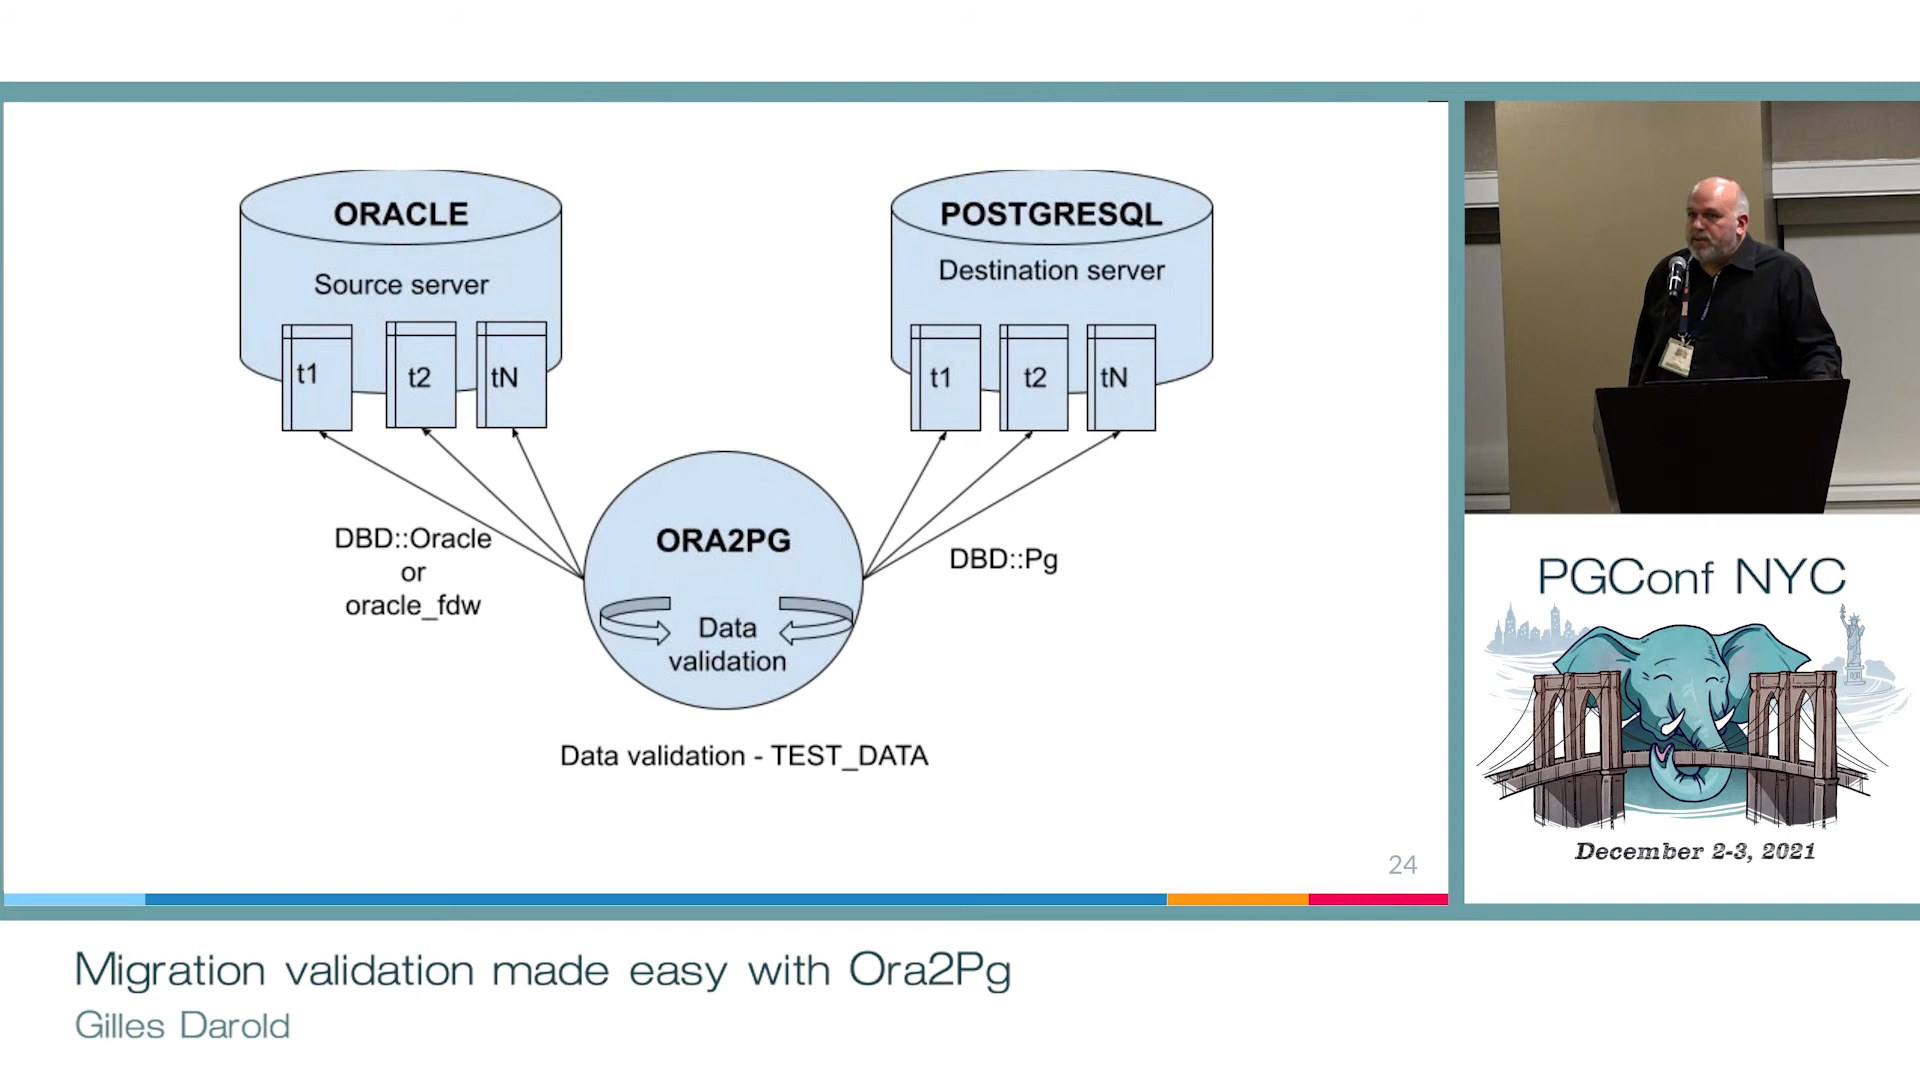 ORACLE
Source server
t1
t2
tN
POSTGRESQL
Destination server
t1
t2
tN
DBD::Oracle
or
oracle_fdw
ORA2PG
Data
validation
DBD::Pg
Data validation - TEST_DATA
24
PGConf NYC
December 2-3, 2021
Migration validation made easy with Ora2Pg
Gilles Darold